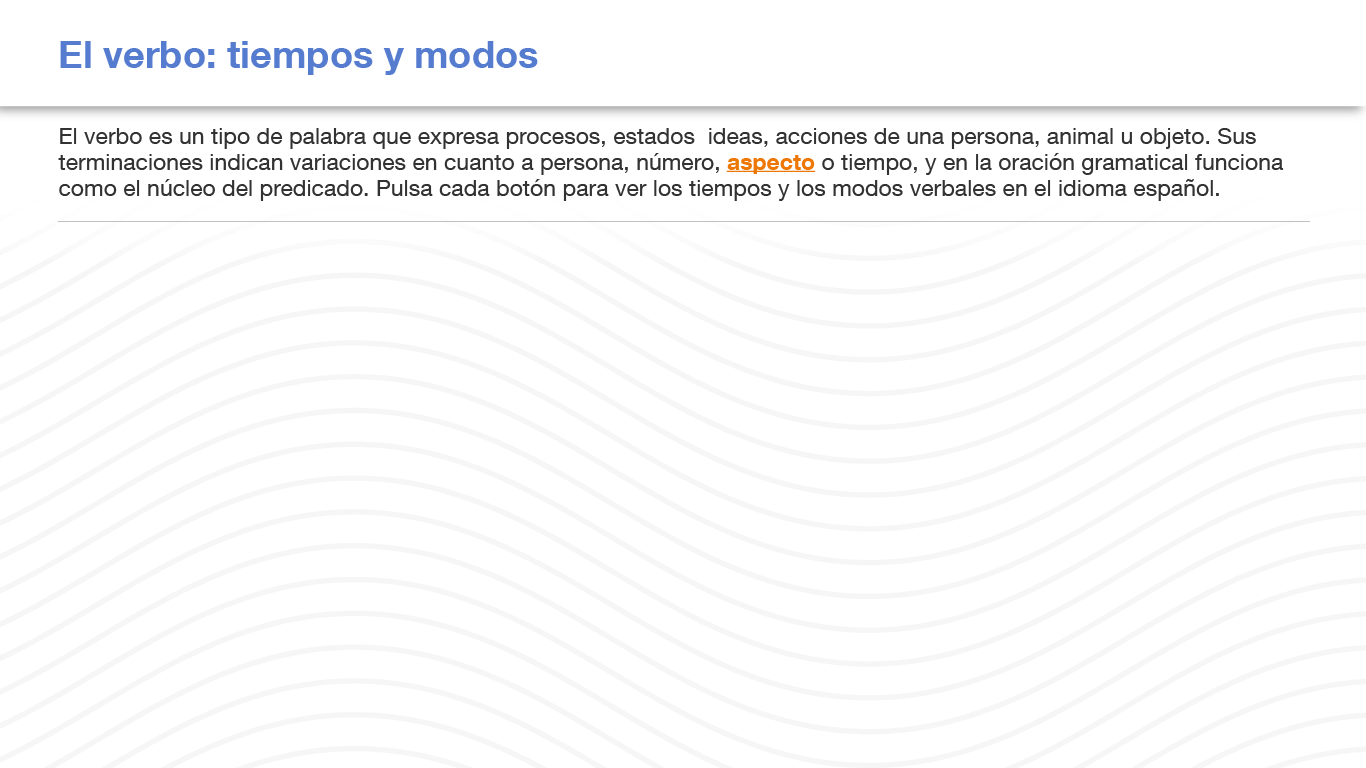 El verbo: tiempos y modos
El verbo es un tipo de palabra que expresa procesos, estados  ideas, acciones de una persona, animal u objeto. Sus
terminaciones indican variaciones en cuanto a persona, número, aspecto o tiempo, y en la oración gramatical funciona
como el núcleo del predicado. Pulsa cada botón para ver los tiempos y los modos verbales en el idioma español.